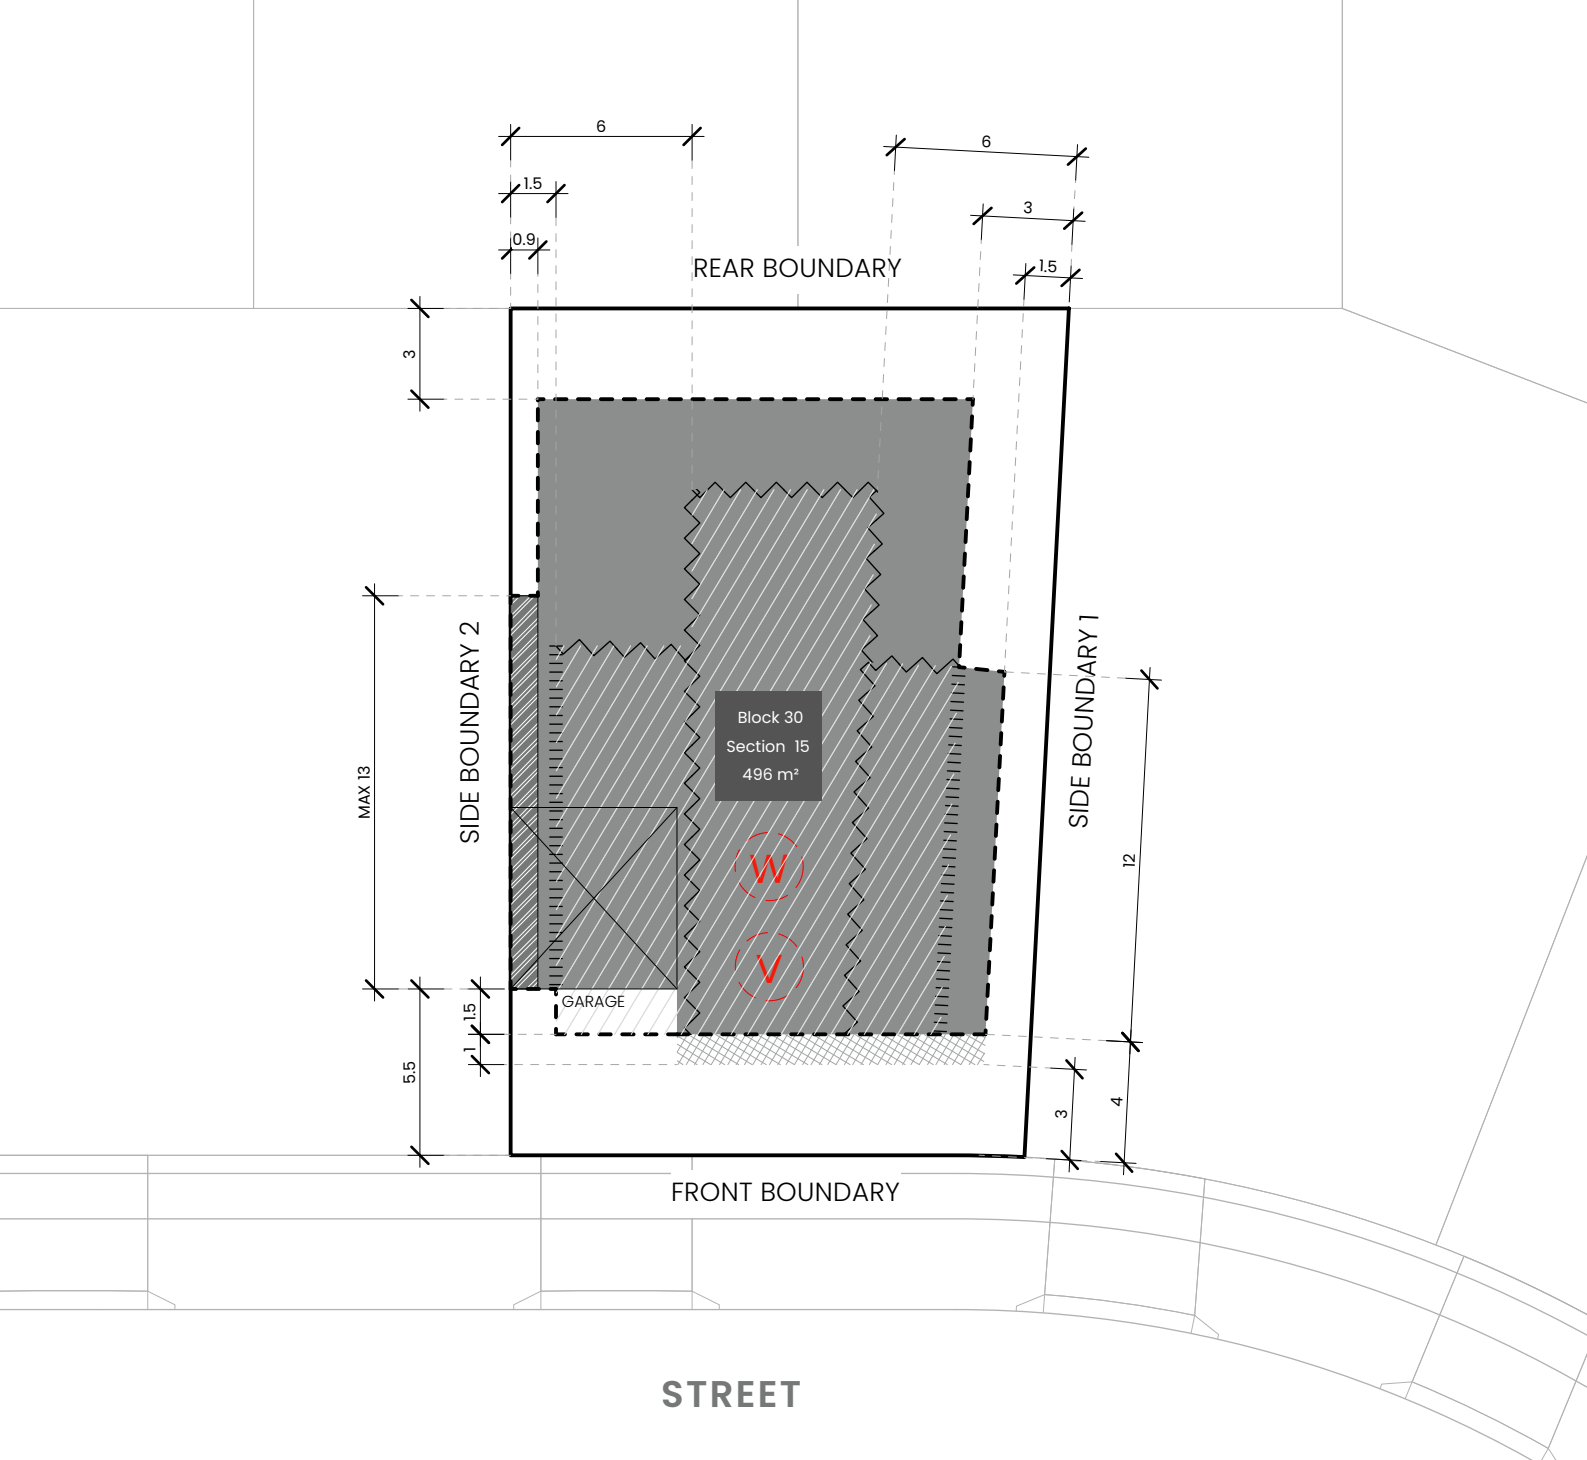 6
6
1.5
3
0.9
REAR BOUNDARY
1.5
3
SIDE BOUNDARY 2
SIDE BOUNDARY 1
Block 30
Section 15
496 m²
MAX 13
12
W
V
GARAGE
1.5
1
5.5
3
4
FRONT BOUNDARY
STREET